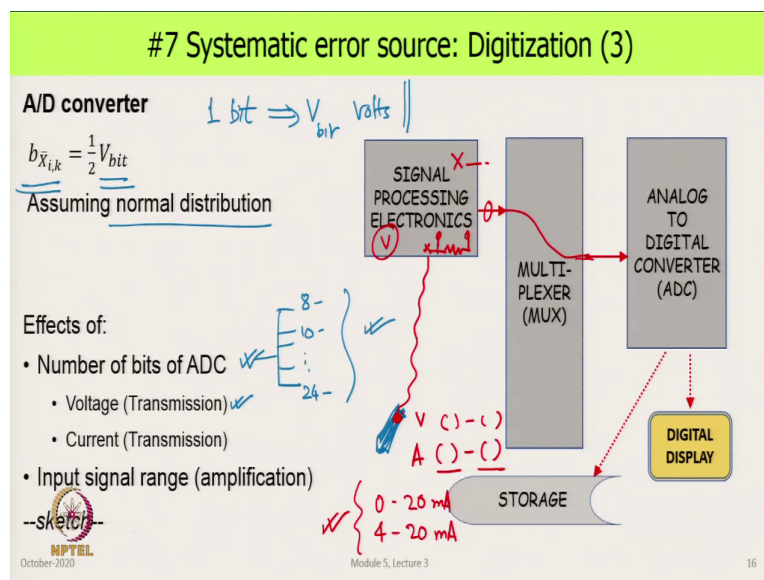 #7 Systematic error source: Digitization (3)
A/D converter
1 bit ⇒ V_bit volts
b_X̄i,k = 1/2 V_bit
Assuming normal distribution
SIGNAL
PROCESSING
ELECTRONICS
X
V
MULTI-
PLEXER
(MUX)
ANALOG
TO
DIGITAL
CONVERTER
(ADC)
Effects of:
8 -
10 -
⋮
24 -
• Number of bits of ADC
• Voltage (Transmission)
• Current (Transmission)
• Input signal range (amplification)
--sketch--
V ( ) - ( )
A ( ) - ( )
0 - 20 mA
4 - 20 mA
STORAGE
DIGITAL
DISPLAY
NPTEL
October-2020
Module 5, Lecture 3
16